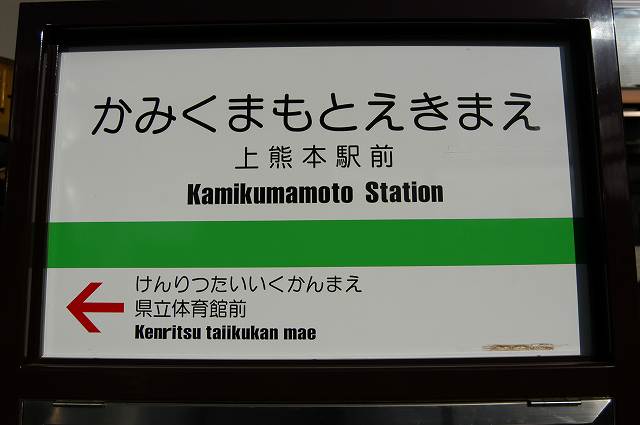 かみくまもとえきまえ
上熊本駅前
Kamikumamoto Station
けんりつたいいくかんまえ
県立体育館前
Kenritsu taiikukan mae